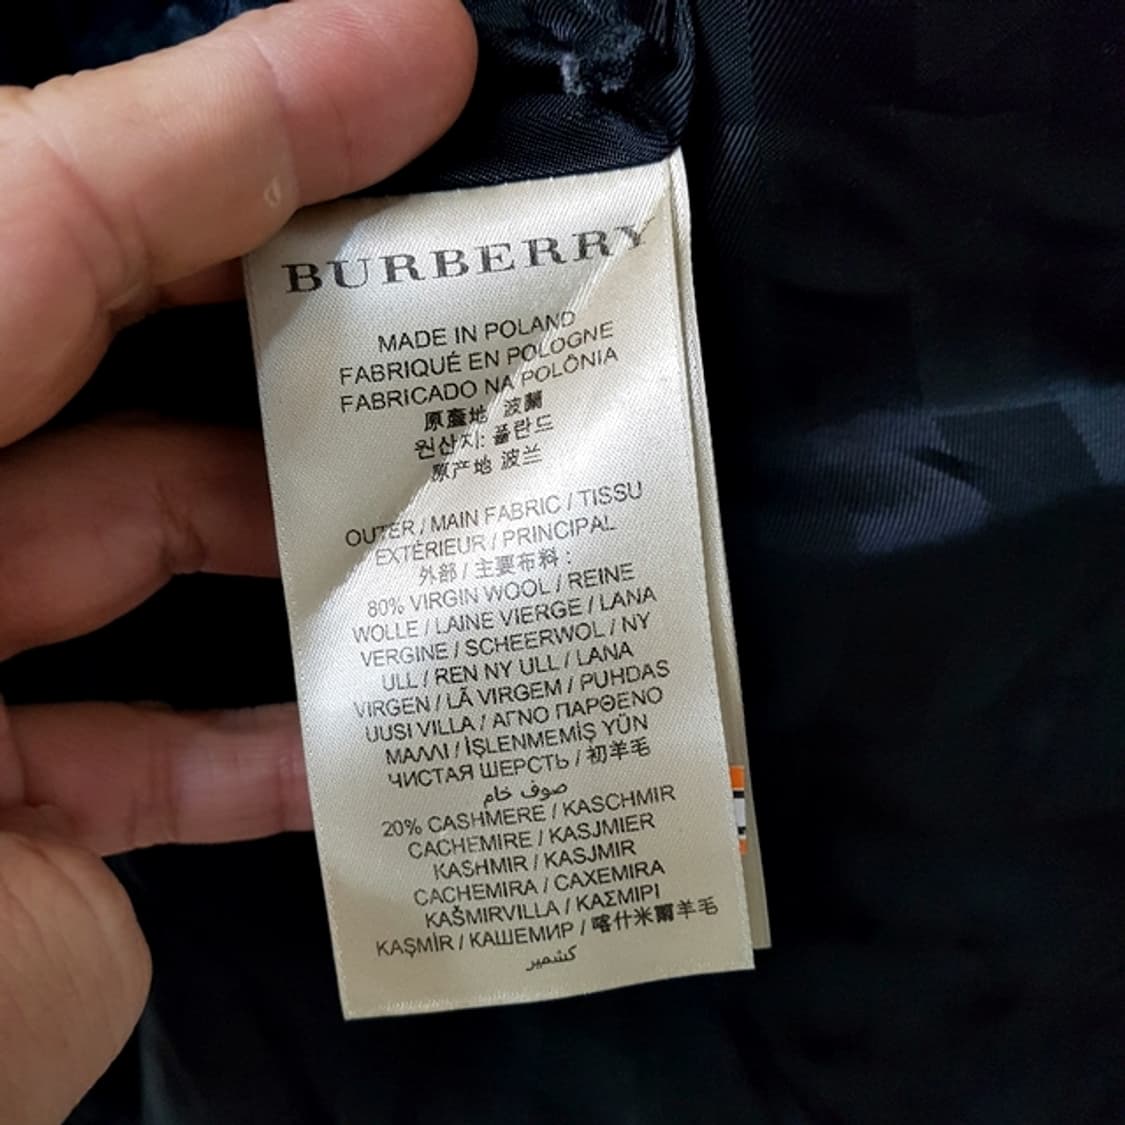 BURBERRY
MADE IN POLAND
FABRIQUÉ EN POLOGNE
FABRICADO NA POLÔNIA
原產地 波蘭
원산지: 폴란드
原产地 波兰
OUTER / MAIN FABRIC / TISSU
EXTÉRIEUR / PRINCIPAL
外部 / 主要布料 :
80% VIRGIN WOOL / REINE
WOLLE / LAINE VIERGE / LANA
VERGINE / SCHEERWOL / NY
ULL / REN NY ULL / LANA
VIRGEN / LÃ VIRGEM / PUHDAS
UUSI VILLA / ΑΓΝΟ ΠΑΡΘΕΝΟ
ΜΑΛΛΙ / İŞLENMEMİŞ YÜN
ЧИСТАЯ ШЕРСТЬ / 初羊毛
صوف خام
20% CASHMERE / KASCHMIR
CACHEMIRE / KASJMIER
KASHMIR / KASJMIR
CACHEMIRA / CAXEMIRA
KAŠMIRVILLA / ΚΑΣΜΙΡΙ
KAŞMİR / КАШЕМИР / 喀什米爾羊毛
كشمير